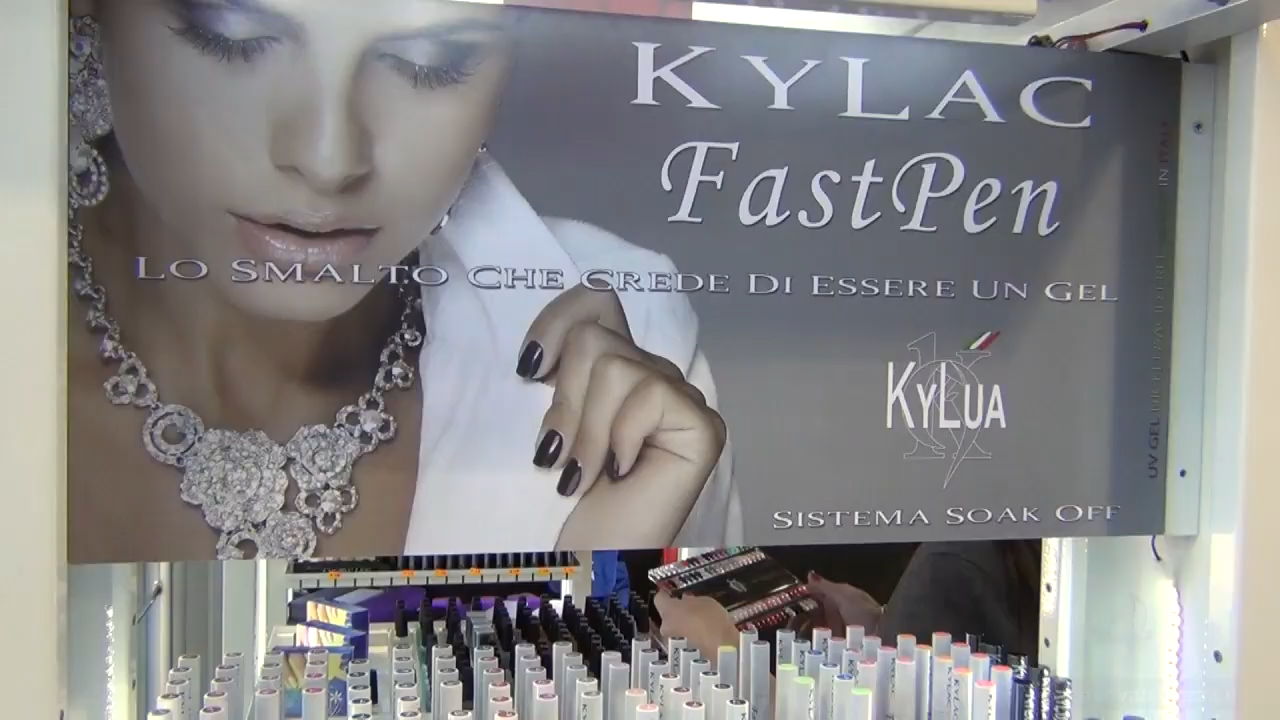 KYLAC
FastPen
LO SMALTO CHE CREDE DI ESSERE UN GEL
KYLUA
SISTEMA SOAK OFF